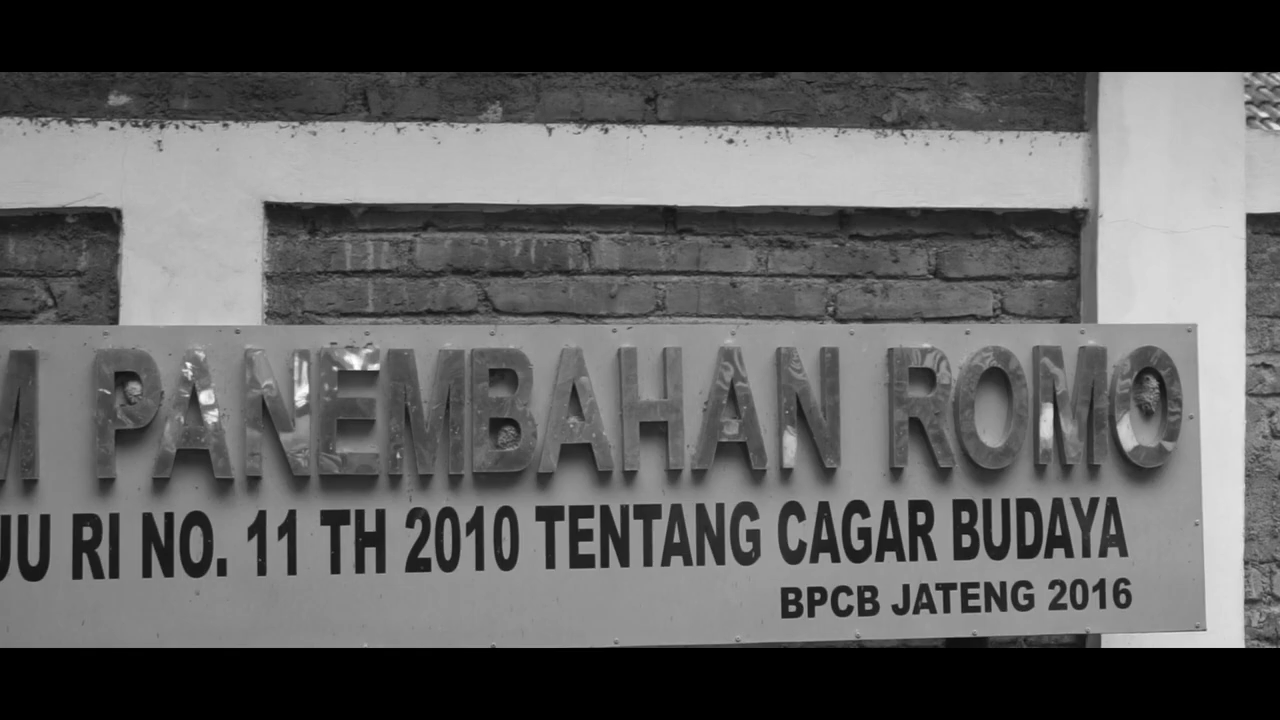 M PANEMBAHAN ROMO
UU RI NO. 11 TH 2010 TENTANG CAGAR BUDAYA
BPCB JATENG 2016